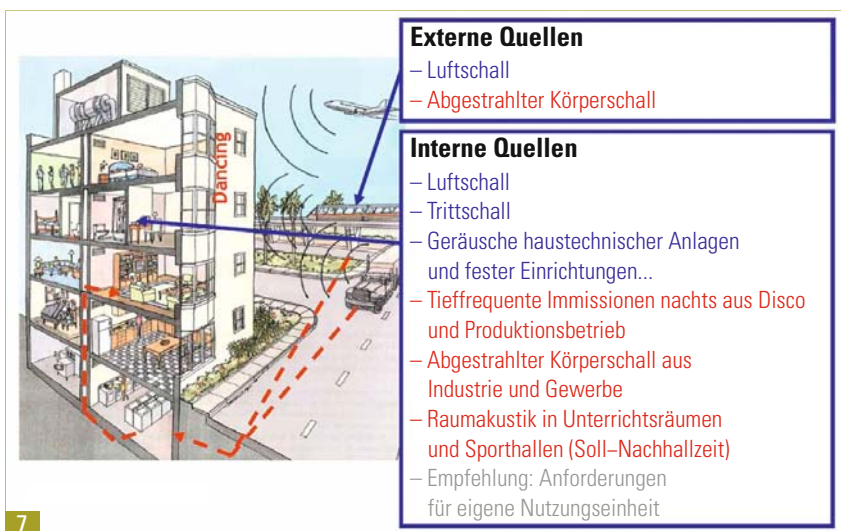 Externe Quellen
– Luftschall
– Abgestrahlter Körperschall
Interne Quellen
– Luftschall
– Trittschall
– Geräusche haustechnischer Anlagen
und fester Einrichtungen...
– Tieffrequente Immissionen nachts aus Disco
und Produktionsbetrieb
– Abgestrahlter Körperschall aus
Industrie und Gewerbe
– Raumakustik in Unterrichtsräumen
und Sporthallen (Soll–Nachhallzeit)
– Empfehlung: Anforderungen
für eigene Nutzungseinheit
Dancing
7